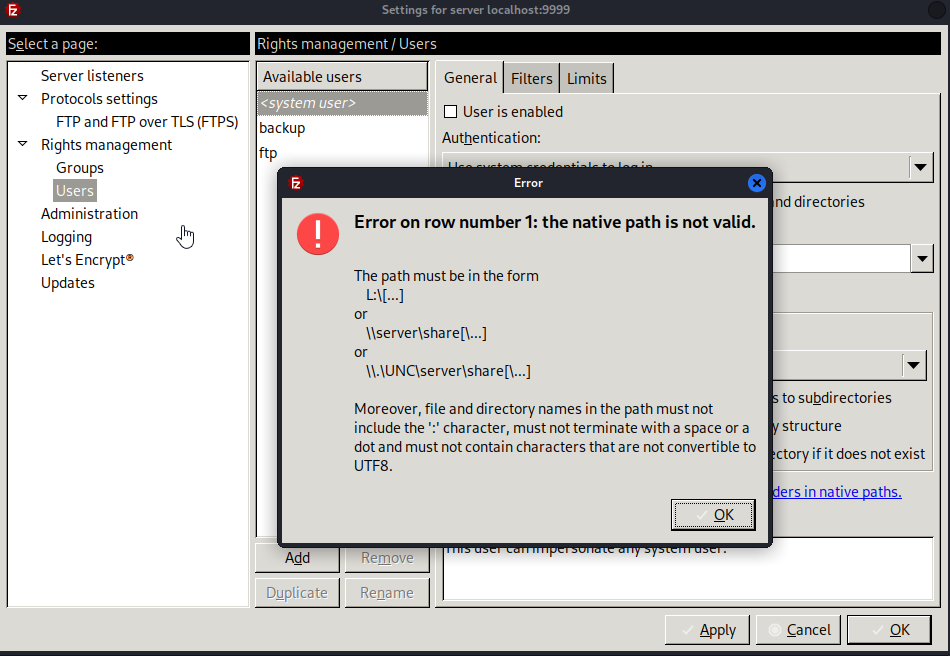 Settings for server localhost:9999
Select a page:
Rights management / Users
Server listeners
Protocols settings
FTP and FTP over TLS (FTPS)
Rights management
Groups
Users
Administration
Logging
Let's Encrypt®
Updates
Available users
<system user>
backup
ftp
General
Filters
Limits
User is enabled
Authentication:
Use system credentials to log in
nd directories
Error
Error on row number 1: the native path is not valid.
The path must be in the form
L:\[...]
or
\\server\share[\...]
or
\\.\UNC\server\share[\...]
Moreover, file and directory names in the path must not
include the ':' character, must not terminate with a space or a
dot and must not contain characters that are not convertible to
UTF8.
OK
s to subdirectories
y structure
ectory if it does not exist
ders in native paths.
This user can impersonate any system user.
Add
Remove
Duplicate
Rename
Apply
Cancel
OK